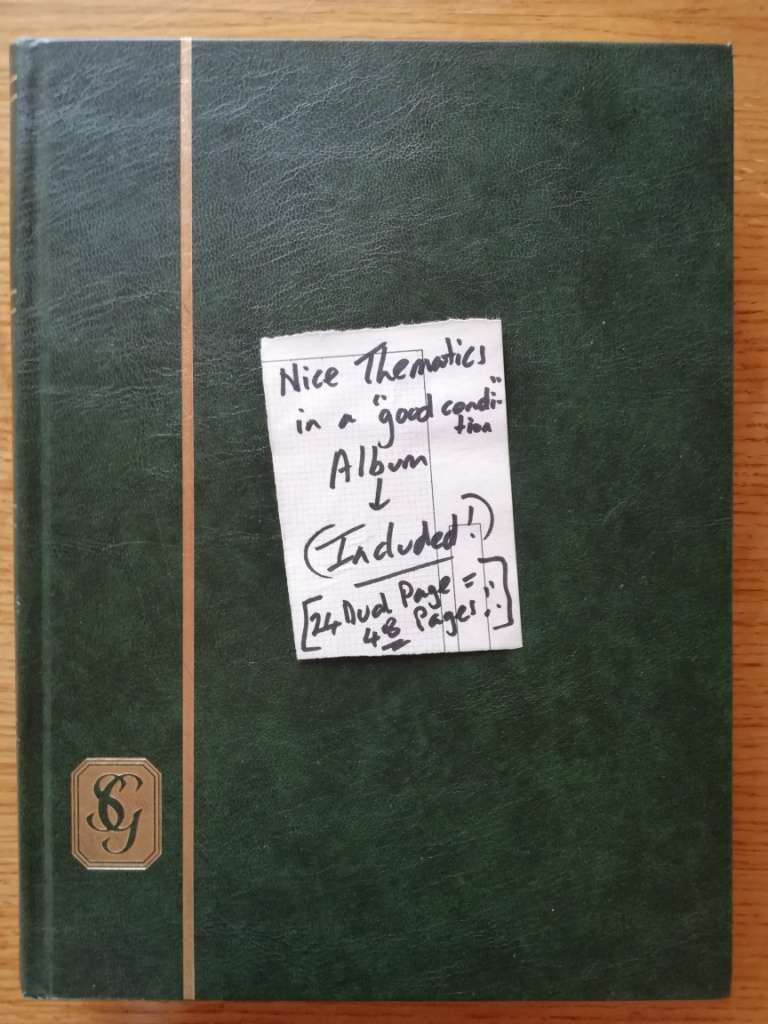 Nice Thematics
in a "good condi-
tion"
Album
↓
(Included!)
[24 Dual Page =
48 Pages]
SG